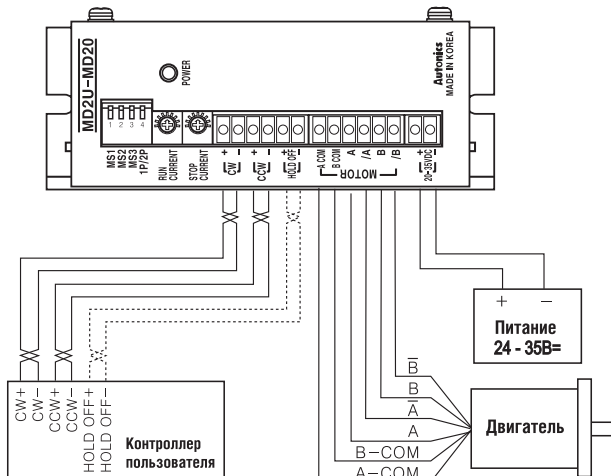 MD2U-MD20
POWER
Autonics
MADE IN KOREA
1 2 3 4
MS1
MS2
MS3
1P/2P
RUN
CURRENT
STOP
CURRENT
+ -
CW
+ -
CCW
+ -
HOLD OFF
A COM
B COM
A
/A
B
/B
MOTOR
+ -
20-35VDC
+ −
Питание
24 - 35В=
CW+
CW-
CCW+
CCW-
HOLD OFF+
HOLD OFF-
Контроллер
пользователя
B̅
B
A̅
A
B-COM
A-COM
Двигатель